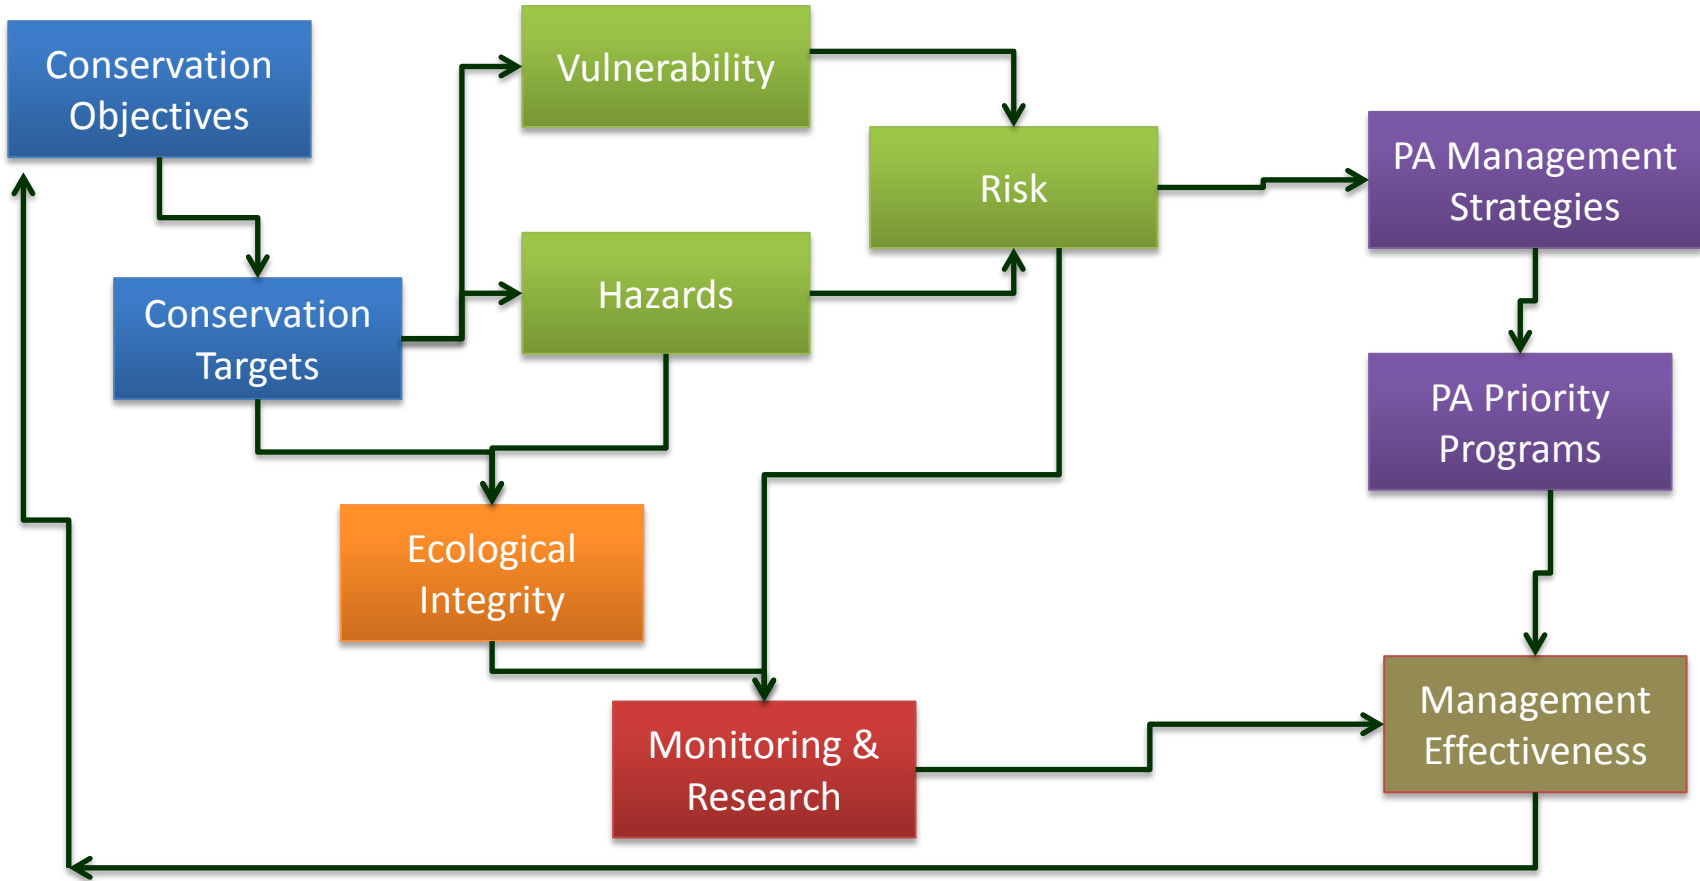 Conservation
Objectives
Vulnerability
Risk
PA Management
Strategies
Hazards
Conservation
Targets
PA Priority
Programs
Ecological
Integrity
Monitoring &
Research
Management
Effectiveness